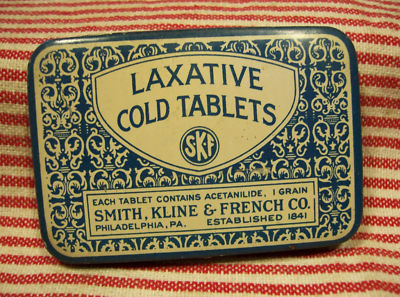 LAXATIVE
COLD TABLETS
SKF
EACH TABLET CONTAINS ACETANILIDE, 1 GRAIN
SMITH, KLINE & FRENCH CO.
PHILADELPHIA, PA. ESTABLISHED 1841